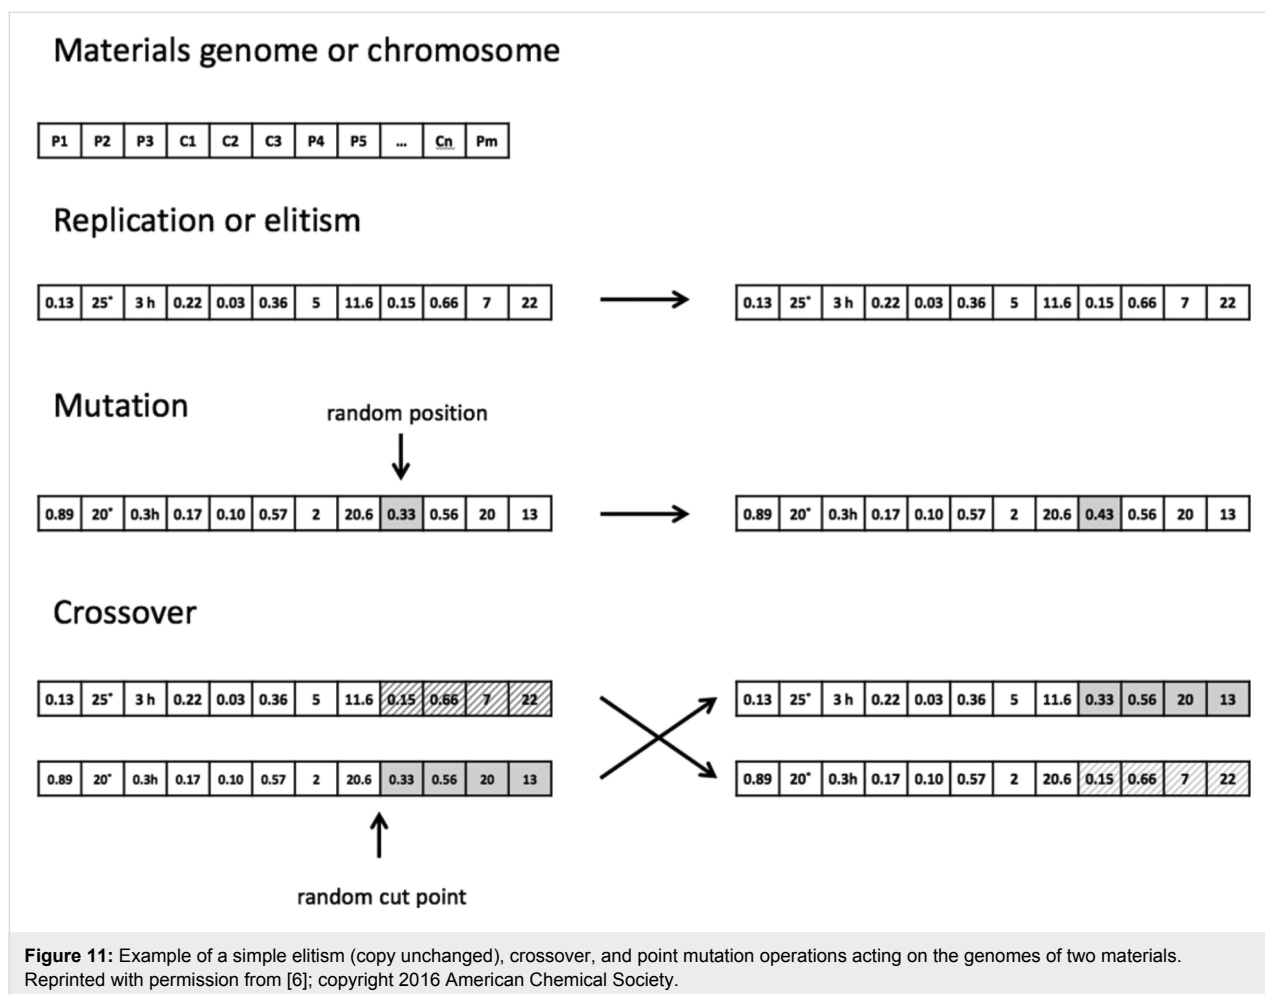 Materials genome or chromosome
P1 P2 P3 C1 C2 C3 P4 P5 ... Cn Pm
Replication or elitism
0.13 25° 3 h 0.22 0.03 0.36 5 11.6 0.15 0.66 7 22 0.13 25° 3 h 0.22 0.03 0.36 5 11.6 0.15 0.66 7 22
Mutation
random position
0.89 20° 0.3h 0.17 0.10 0.57 2 20.6 0.33 0.56 20 13 0.89 20° 0.3h 0.17 0.10 0.57 2 20.6 0.43 0.56 20 13
Crossover
0.13 25° 3 h 0.22 0.03 0.36 5 11.6 0.15 0.66 7 22 0.13 25° 3 h 0.22 0.03 0.36 5 11.6 0.33 0.56 20 13
0.89 20° 0.3h 0.17 0.10 0.57 2 20.6 0.33 0.56 20 13 0.89 20° 0.3h 0.17 0.10 0.57 2 20.6 0.15 0.66 7 22
random cut point
Figure 11: Example of a simple elitism (copy unchanged), crossover, and point mutation operations acting on the genomes of two materials.
Reprinted with permission from [6]; copyright 2016 American Chemical Society.